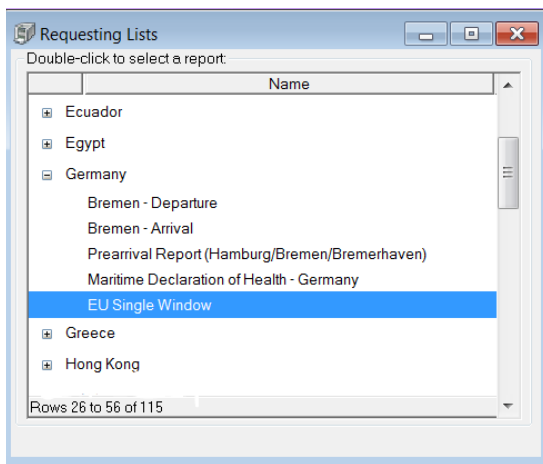 Requesting Lists
Double-click to select a report:
Name
Ecuador
Egypt
Germany
Bremen - Departure
Bremen - Arrival
Prearrival Report (Hamburg/Bremen/Bremerhaven)
Maritime Declaration of Health - Germany
EU Single Window
Greece
Hong Kong
Rows 26 to 56 of 115